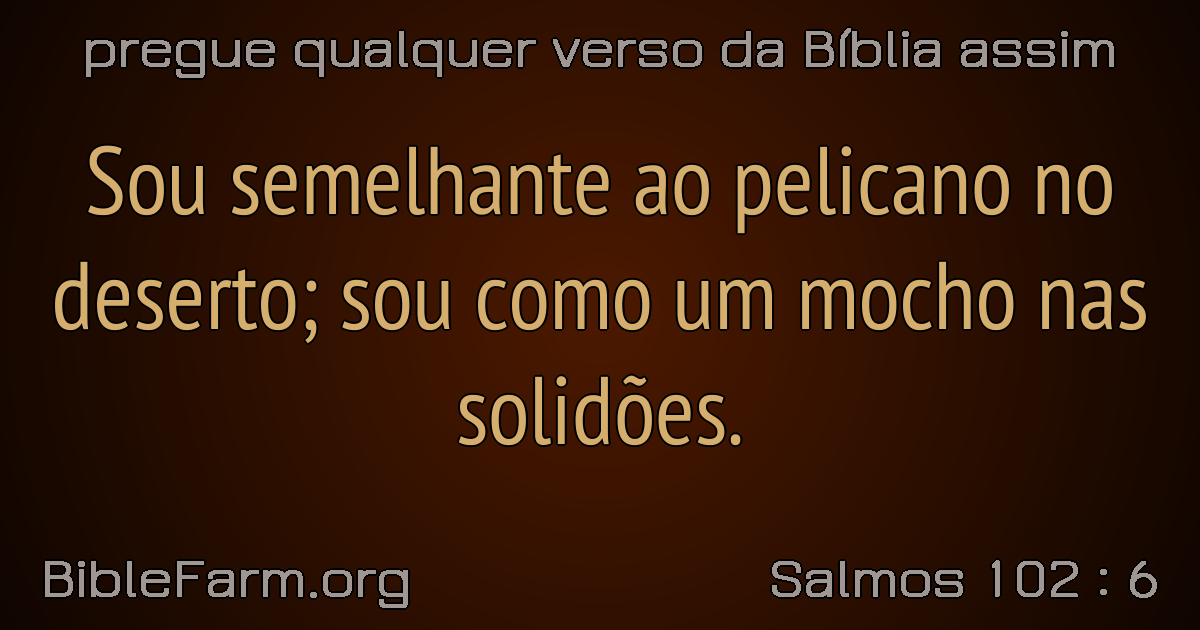 pregue qualquer verso da Bíblia assim
Sou semelhante ao pelicano no
deserto; sou como um mocho nas
solidões.
BibleFarm.org
Salmos 102 : 6